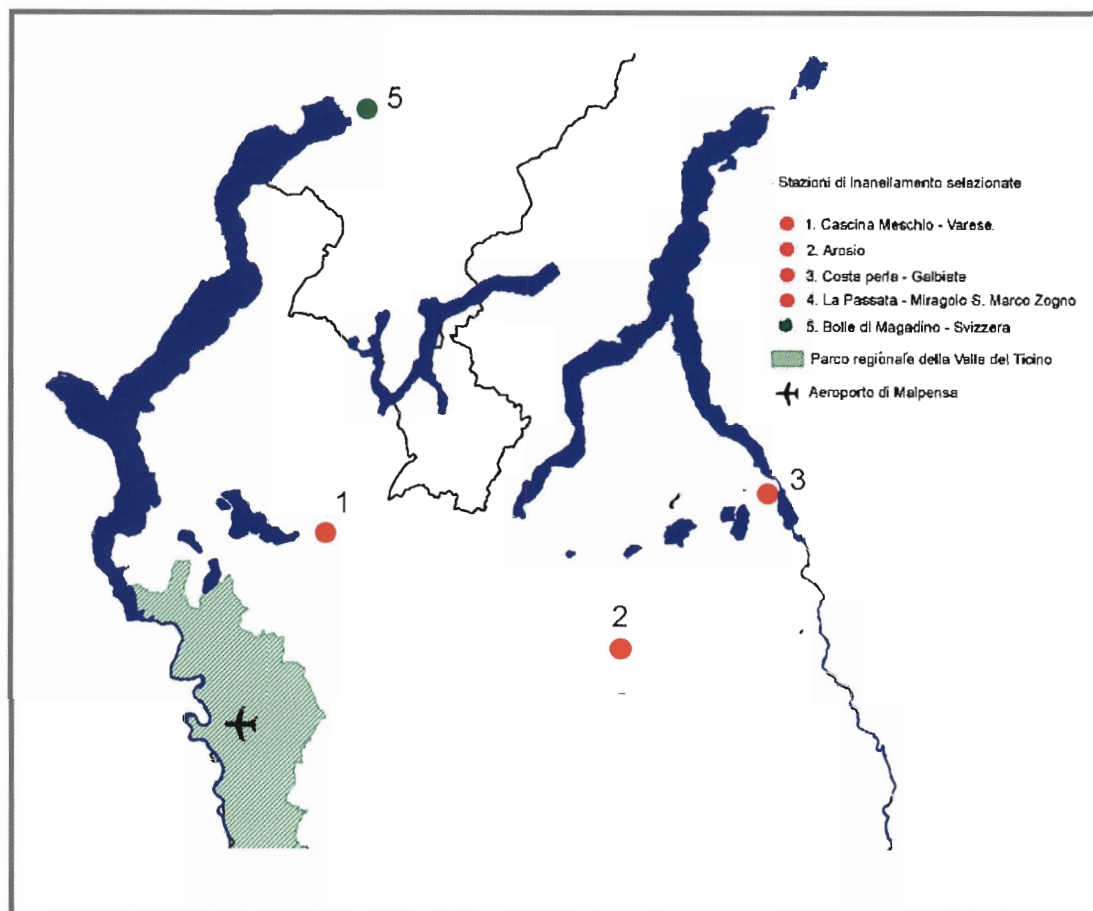 5
Stazioni di Inanellamento selezionate
1. Cascina Meschio - Varese.
2. Arosio
3. Costa perla - Galbiate
4. La Passata - Miragolo S. Marco Zogno
5. Bolle di Magadino - Svizzera
Parco regionale della Valle del Ticino
Aeroporto di Malpensa
3
1
2